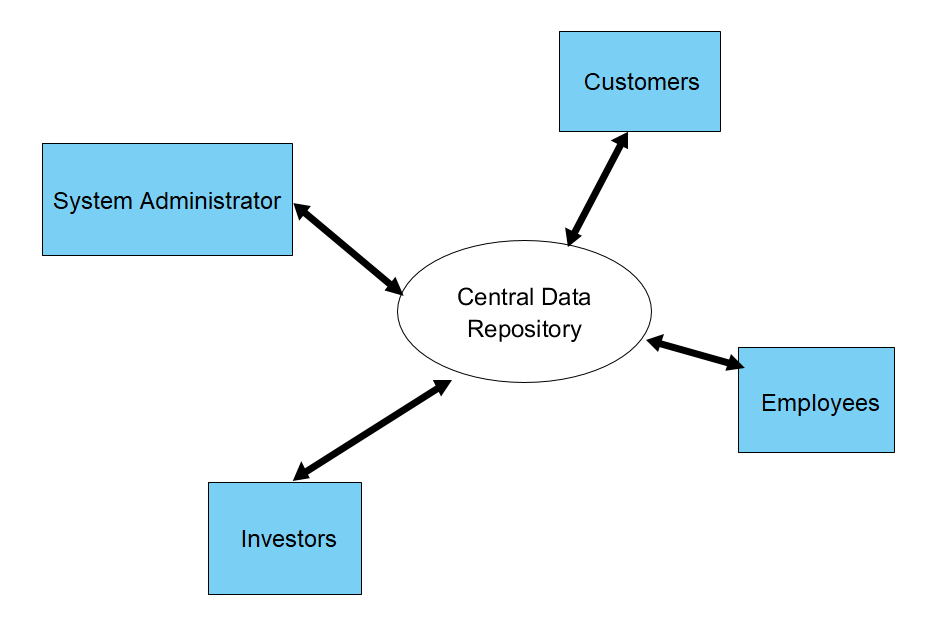 Customers
System Administrator
Central Data
Repository
Employees
Investors